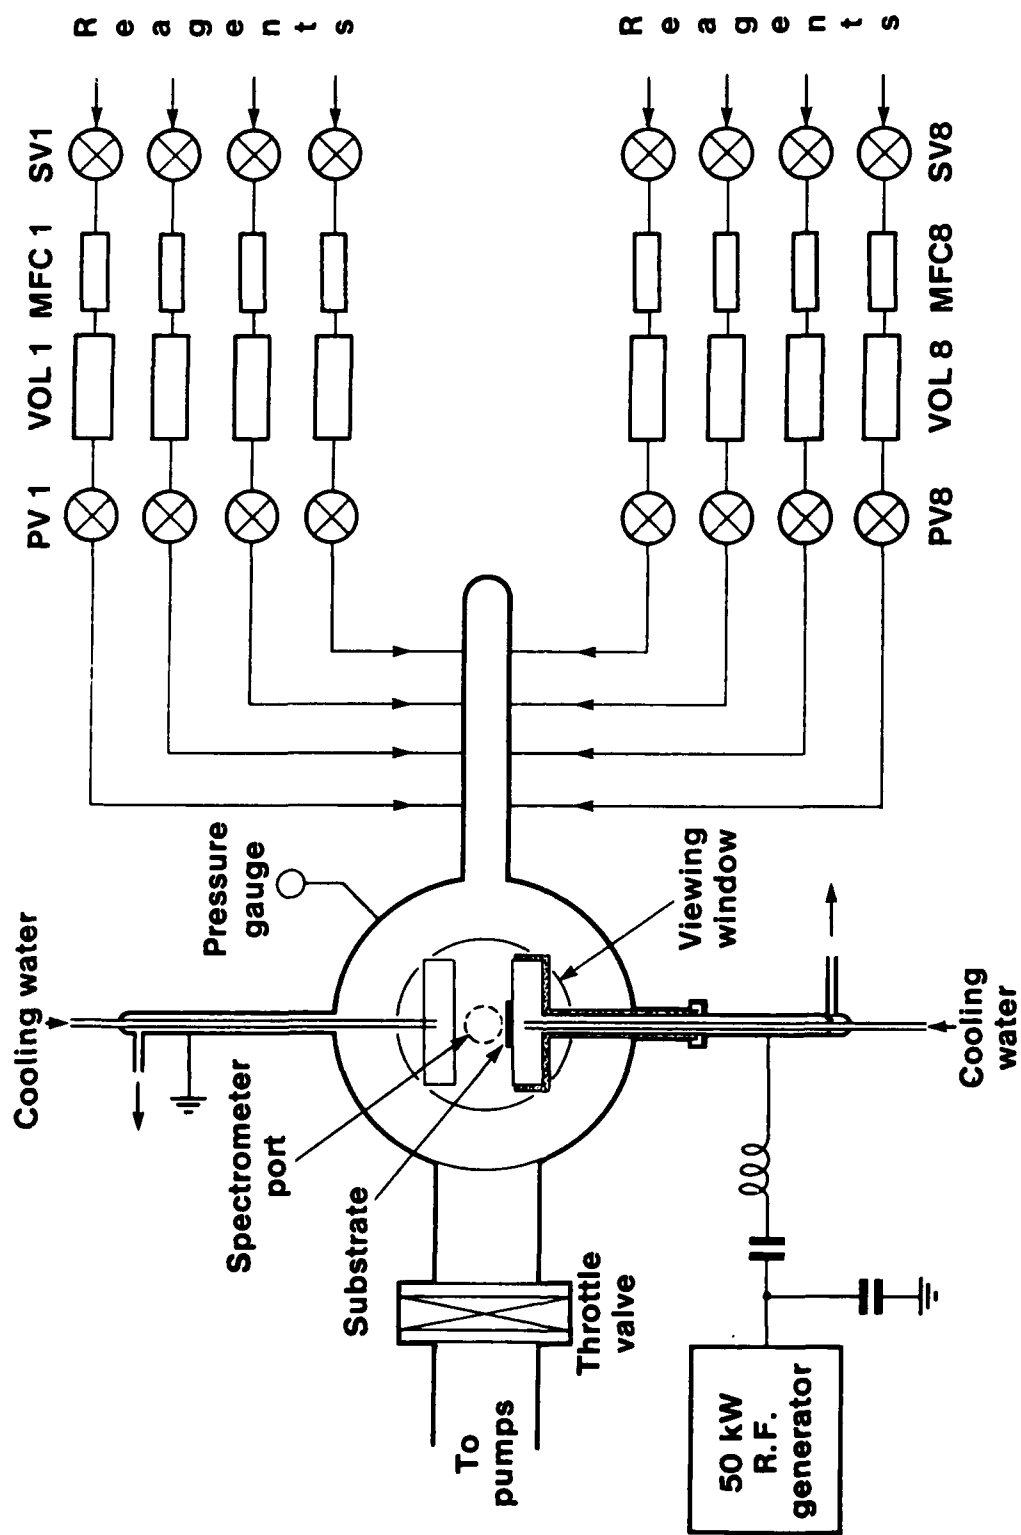 Reagents
Reagents
SV1
MFC 1
VOL 1
PV 1
SV8
MFC8
VOL 8
PV8
Pressure
gauge
Cooling water
Viewing
window
Cooling
water
Spectrometer
port
Substrate
Throttle
valve
To
pumps
50 kW
R.F.
generator